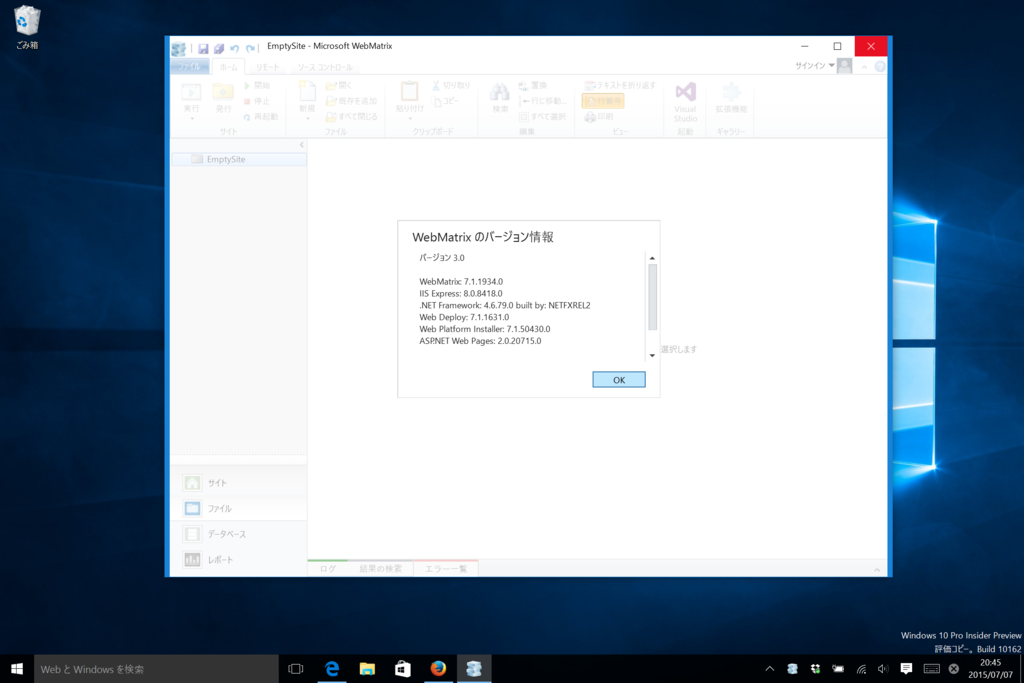 ごみ箱
EmptySite - Microsoft WebMatrix
サインイン
ファイル ホーム リモート ソース コントロール
実行 発行 開始 停止 再起動
サイト
新規 開く 既存を追加 すべて閉じる
ファイル
貼り付け 切り取り コピー
クリップボード
検索 置換 行に移動... すべて選択
編集
テキストを折り返す 行番号 印刷
ビュー
Visual Studio
起動
拡張機能
ギャラリー
EmptySite
WebMatrix のバージョン情報
バージョン 3.0
WebMatrix: 7.1.1934.0
IIS Express: 8.0.8418.0
.NET Framework: 4.6.79.0 built by: NETFXREL2
Web Deploy: 7.1.1631.0
Web Platform Installer: 7.1.50430.0
ASP.NET Web Pages: 2.0.20715.0
選択します
OK
サイト
ファイル
データベース
レポート
ログ 結果の検索 エラー一覧
Windows 10 Pro Insider Preview
評価コピー。Build 10162
Web と Windows を検索
20:45
2015/07/07